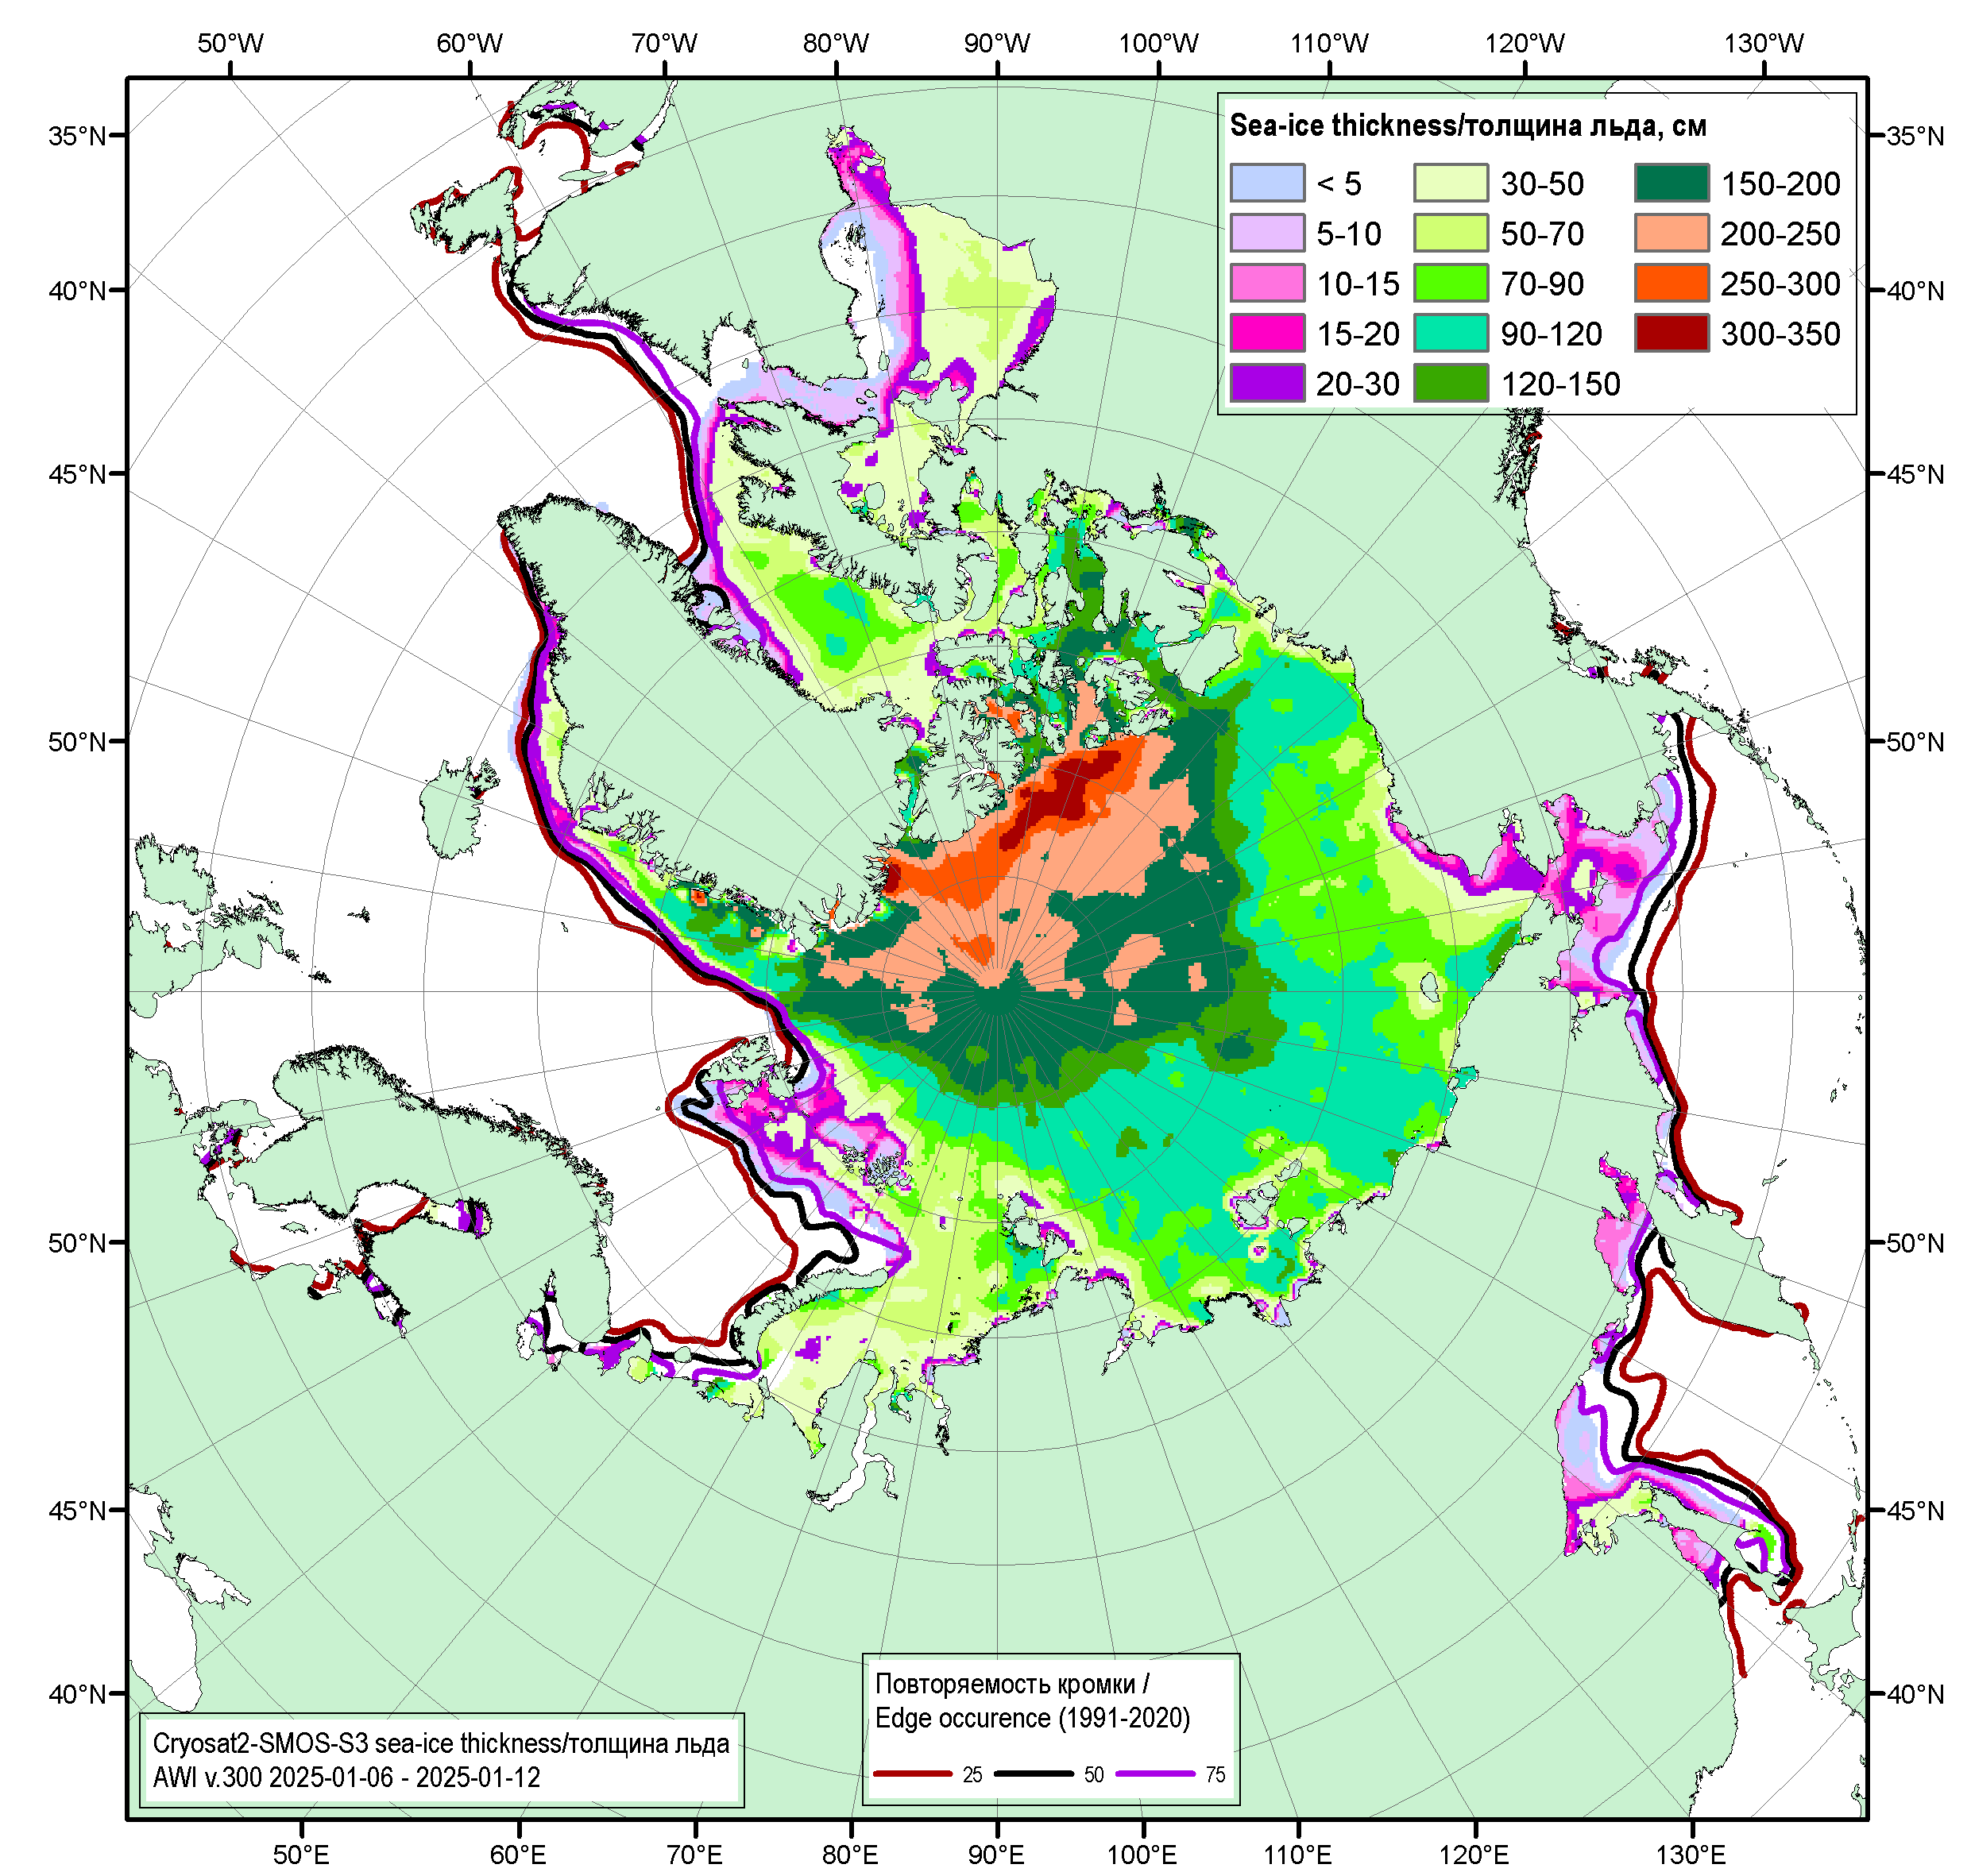 50°W 60°W 70°W 80°W 90°W 100°W 110°W 120°W 130°W
35°N 35°N
40°N 40°N
45°N 45°N
50°N 50°N
50°N 50°N
45°N 45°N
40°N 40°N
Sea-ice thickness/толщина льда, см
< 5 30-50 150-200
5-10 50-70 200-250
10-15 70-90 250-300
15-20 90-120 300-350
20-30 120-150
Повторяемость кромки /
Edge occurence (1991-2020)
25 50 75
Cryosat2-SMOS-S3 sea-ice thickness/толщина льда
AWI v.300 2025-01-06 - 2025-01-12
50°E 60°E 70°E 80°E 90°E 100°E 110°E 120°E 130°E